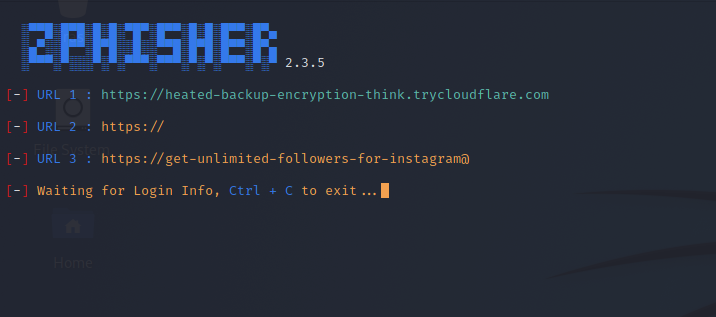 ZPHISHER 2.3.5
[-] URL 1 : https://heated-backup-encryption-think.trycloudflare.com
[-] URL 2 : https://
File System
[-] URL 3 : https://get-unlimited-followers-for-instagram@
[-] Waiting for Login Info, Ctrl + C to exit...
Home